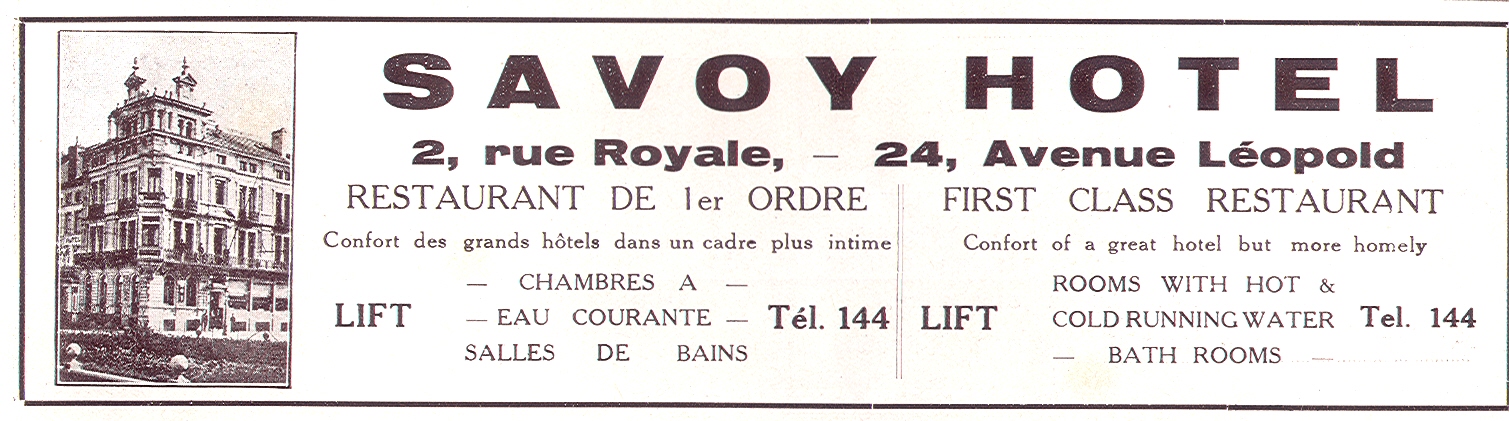 SAVOY HOTEL
2, rue Royale, — 24, Avenue Léopold
RESTAURANT DE 1er ORDRE
Confort des grands hôtels dans un cadre plus intime
LIFT
— CHAMBRES A —
— EAU COURANTE —
SALLES DE BAINS
Tél. 144
FIRST CLASS RESTAURANT
Confort of a great hotel but more homely
LIFT
ROOMS WITH HOT &
COLD RUNNING WATER
— BATH ROOMS —
Tel. 144